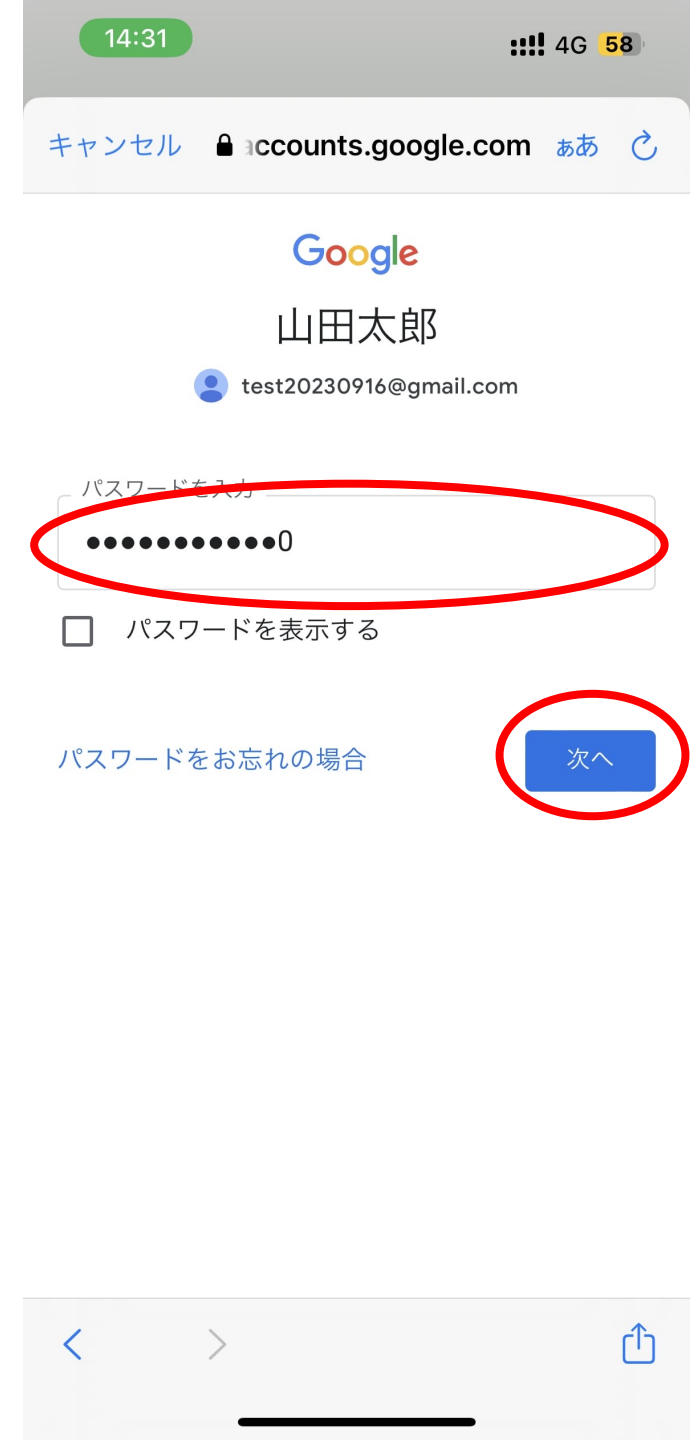 14:31 4G 58
キャンセル accounts.google.com ぁあ
Google
山田太郎
test20230916@gmail.com
パスワードを入力
●●●●●●●●●●●0
パスワードを表示する
パスワードをお忘れの場合 次へ